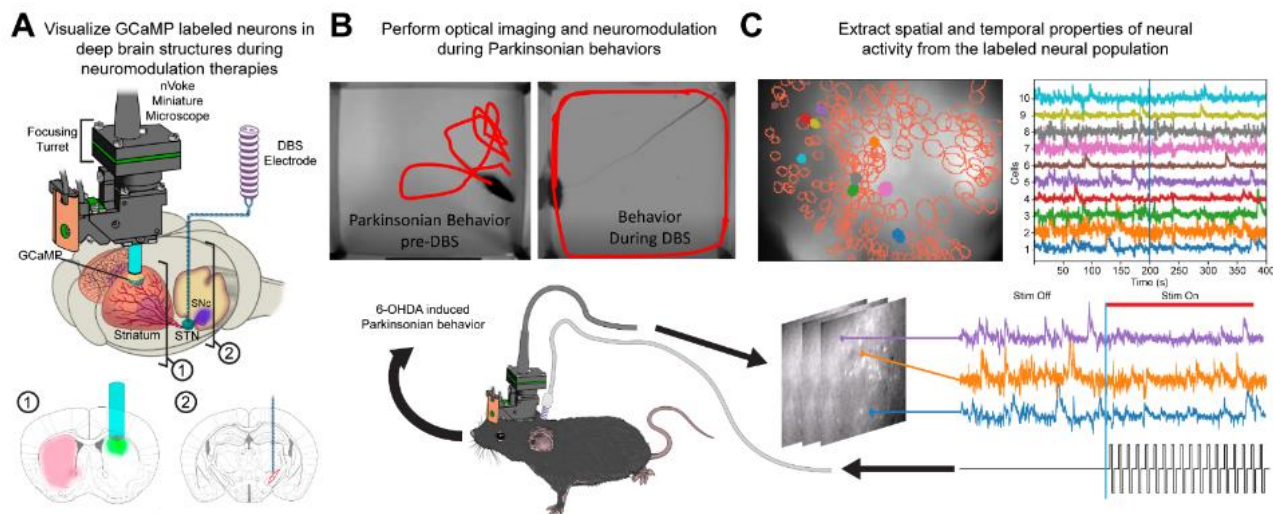 A
Visualize GCaMP labeled neurons in
deep brain structures during
neuromodulation therapies
nVoke
Miniature
Microscope
Focusing
Turret
DBS
Electrode
GCaMP
SNc
Striatum
STN
1
2
1
2
B
Perform optical imaging and neuromodulation
during Parkinsonian behaviors
Parkinsonian Behavior
pre-DBS
Behavior
During DBS
6-OHDA induced
Parkinsonian behavior
C
Extract spatial and temporal properties of neural
activity from the labeled neural population
Cells
10
9
8
7
6
5
4
3
2
1
50 100 150 200 250 300 350 400
Time (s)
Stim Off
Stim On